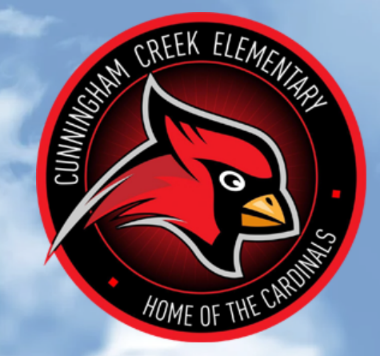 CUNNINGHAM CREEK ELEMENTARY
HOME OF THE CARDINALS